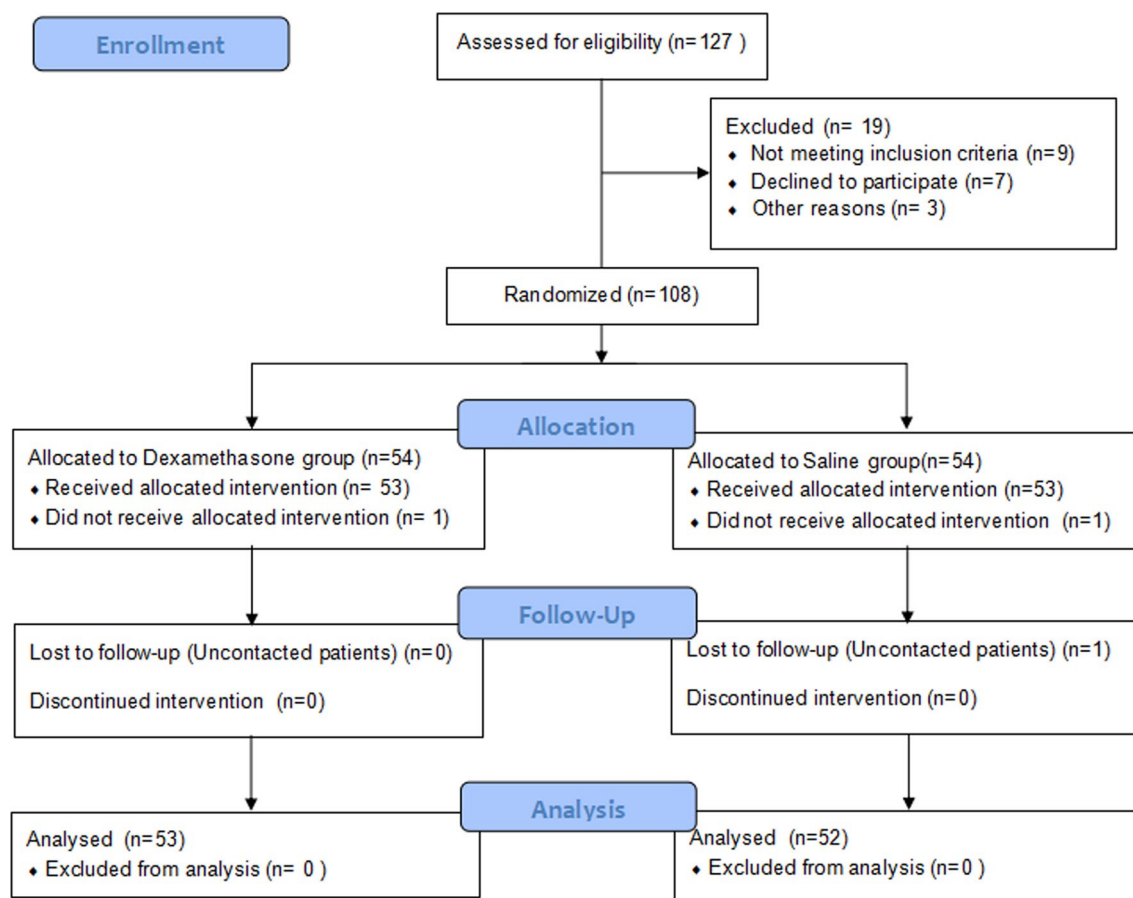 Enrollment
Assessed for eligibility (n=127 )
Excluded (n= 19)
♦ Not meeting inclusion criteria (n=9)
♦ Declined to participate (n=7)
♦ Other reasons (n= 3)
Randomized (n=108)
Allocation
Allocated to Dexamethasone group (n=54)
♦ Received allocated intervention (n= 53)
♦ Did not receive allocated intervention (n= 1)
Allocated to Saline group(n=54)
♦ Received allocated intervention (n=53)
♦ Did not receive allocated intervention (n=1)
Follow-Up
Lost to follow-up (Uncontacted patients) (n=0)
Discontinued intervention (n=0)
Lost to follow-up (Uncontacted patients) (n=1)
Discontinued intervention (n=0)
Analysis
Analysed (n=53)
♦ Excluded from analysis (n= 0 )
Analysed (n=52)
♦ Excluded from analysis (n=0 )